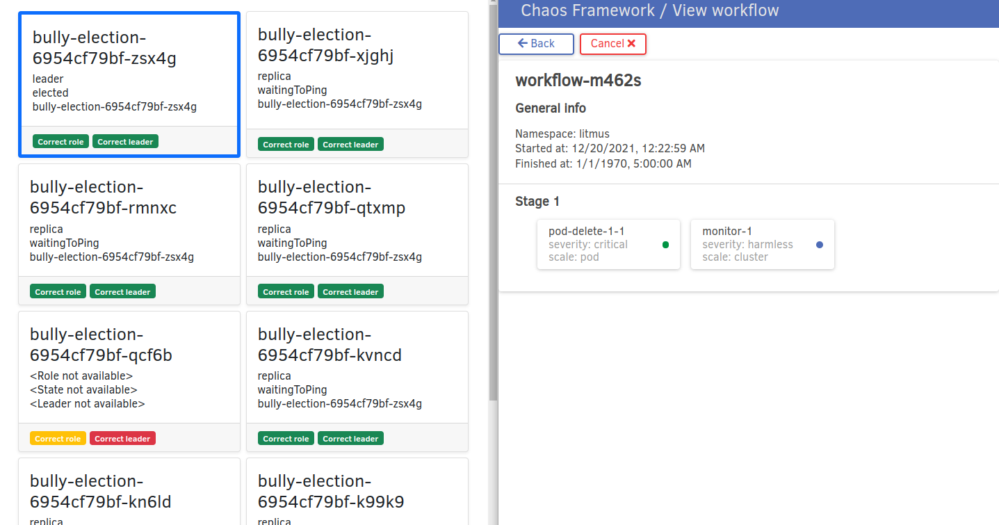 bully-election-
6954cf79bf-zsx4g
leader
elected
bully-election-6954cf79bf-zsx4g
Correct role Correct leader
bully-election-
6954cf79bf-xjghj
replica
waitingToPing
bully-election-6954cf79bf-zsx4g
Correct role Correct leader
bully-election-
6954cf79bf-rmnxc
replica
waitingToPing
bully-election-6954cf79bf-zsx4g
Correct role Correct leader
bully-election-
6954cf79bf-qtxmp
replica
waitingToPing
bully-election-6954cf79bf-zsx4g
Correct role Correct leader
bully-election-
6954cf79bf-qcf6b
<Role not available>
<State not available>
<Leader not available>
Correct role Correct leader
bully-election-
6954cf79bf-kvncd
replica
waitingToPing
bully-election-6954cf79bf-zsx4g
Correct role Correct leader
bully-election-
6954cf79bf-kn6ld
replica
bully-election-
6954cf79bf-k99k9
replica
Chaos Framework / View workflow
Back Cancel
workflow-m462s
General info
Namespace: litmus
Started at: 12/20/2021, 12:22:59 AM
Finished at: 1/1/1970, 5:00:00 AM
Stage 1
pod-delete-1-1
severity: critical
scale: pod
monitor-1
severity: harmless
scale: cluster